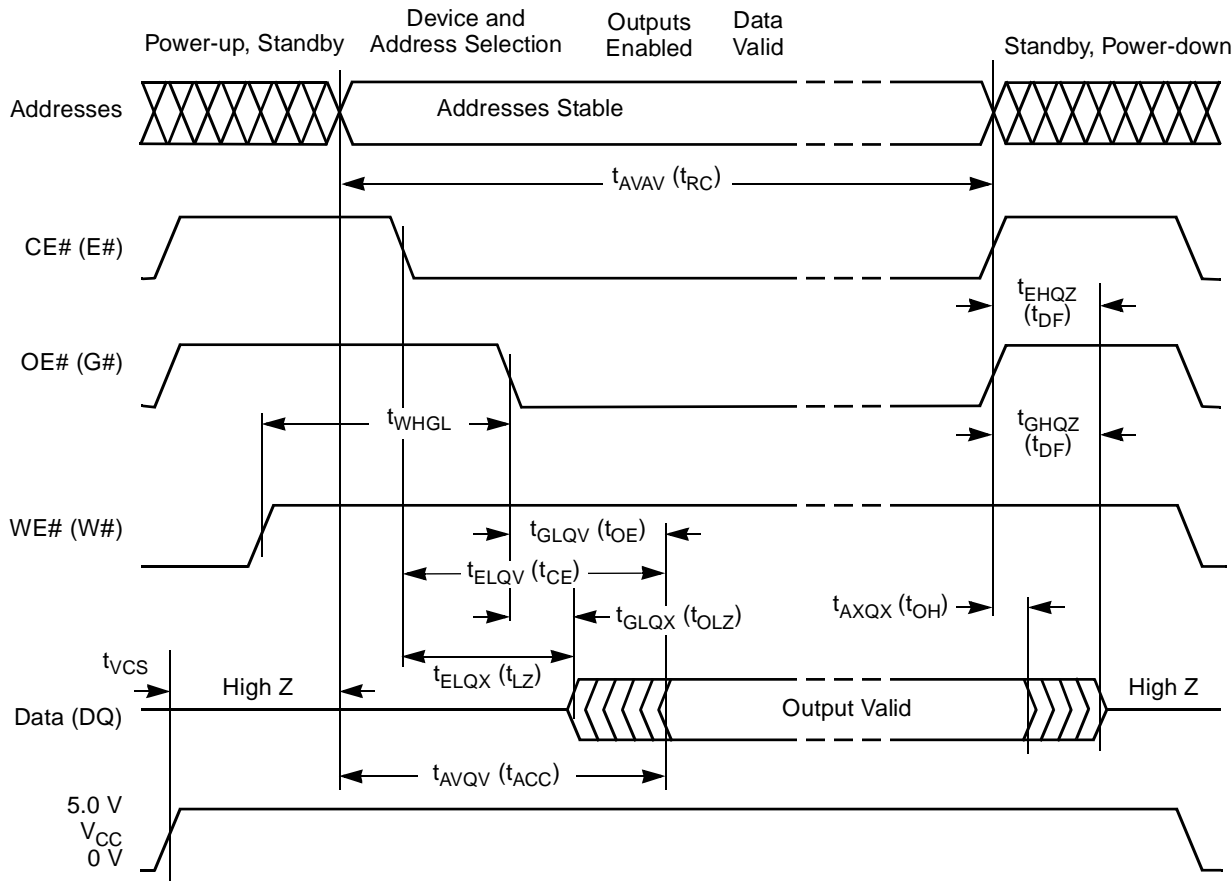 Power-up, Standby
Device and
Address Selection
Outputs
Enabled
Data
Valid
Standby, Power-down
Addresses
Addresses Stable
tAVAV (tRC)
CE# (E#)
tEHQZ
(tDF)
OE# (G#)
tWHGL
tGHQZ
(tDF)
WE# (W#)
tGLQV (tOE)
tELQV (tCE)
tGLQX (tOLZ)
tAXQX (tOH)
tVCS
tELQX (tLZ)
High Z
High Z
Data (DQ)
Output Valid
tAVQV (tACC)
5.0 V
VCC
0 V